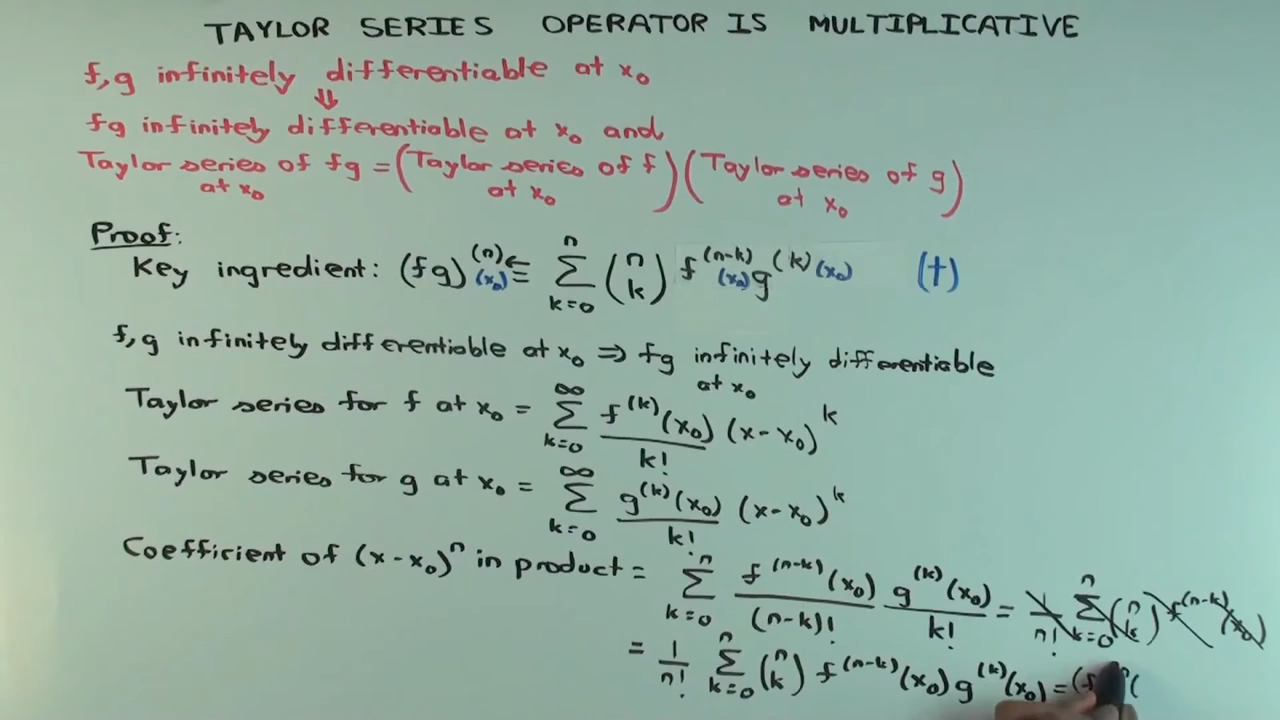 TAYLOR SERIES OPERATOR IS MULTIPLICATIVE
f,g infinitely differentiable at x₀
⇓
fg infinitely differentiable at x₀ and
Taylor series of fg = (Taylor series of f) (Taylor series of g)
at x₀ at x₀ at x₀
Proof:
Key ingredient: (fg)^(n)(x₀) = Σ_{k=0}^{n} (n k) f^(n-k)(x₀) g^(k)(x₀) (†)
f,g infinitely differentiable at x₀ ⇒ fg infinitely differentiable
at x₀
Taylor series for f at x₀ = Σ_{k=0}^{∞} f^(k)(x₀)/k! (x-x₀)^k
Taylor series for g at x₀ = Σ_{k=0}^{∞} g^(k)(x₀)/k! (x-x₀)^k
Coefficient of (x-x₀)^n in product = Σ_{k=0}^{n} f^(n-k)(x₀)/(n-k)! g^(k)(x₀)/k! = 1/n! Σ_{k=0}^{n} (n k) f^(n-k)(x₀)
= 1/n! Σ_{k=0}^{n} (n k) f^(n-k)(x₀) g^(k)(x₀) = (f